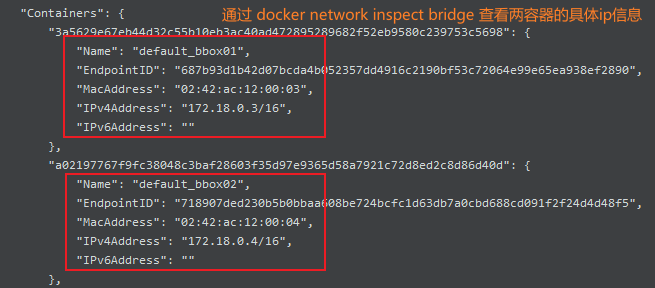 "Containers": {
通过 docker network inspect bridge 查看两容器的具体ip信息
"3a5629e67eb44d32c55b10eb3ac40ad472895289682f52eb9580c239753c5698": {
"Name": "default_bbox01",
"EndpointID": "687b93d1b42d07bcda4b052357dd4916c2190bf53c72064e99e65ea938ef2890",
"MacAddress": "02:42:ac:12:00:03",
"IPv4Address": "172.18.0.3/16",
"IPv6Address": ""
},
"a02197767f9fc38048c3baf28603f35d97e9365d58a7921c72d8ed2c8d86d40d": {
"Name": "default_bbox02",
"EndpointID": "718907ded230b5b0bbaa608be724bcfc1d63db7a0cbd688cd091f2f24d4d48f5",
"MacAddress": "02:42:ac:12:00:04",
"IPv4Address": "172.18.0.4/16",
"IPv6Address": ""
},